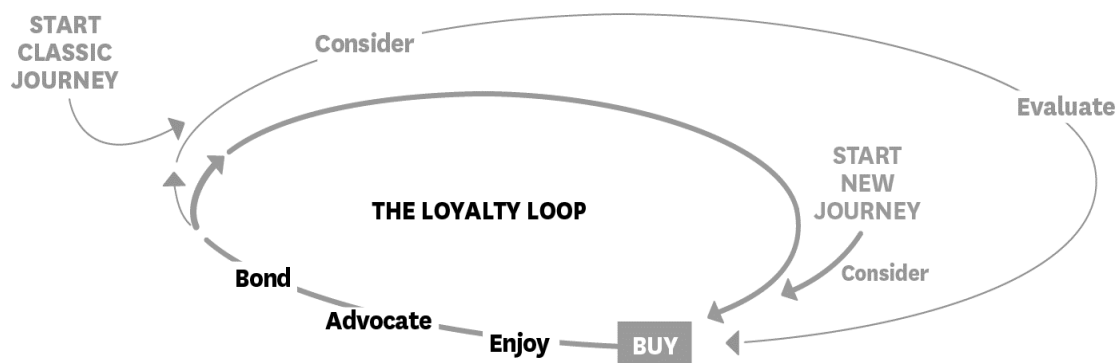 START
CLASSIC
JOURNEY
Consider
Evaluate
START
NEW
JOURNEY
THE LOYALTY LOOP
Consider
Bond
Advocate
Enjoy
BUY